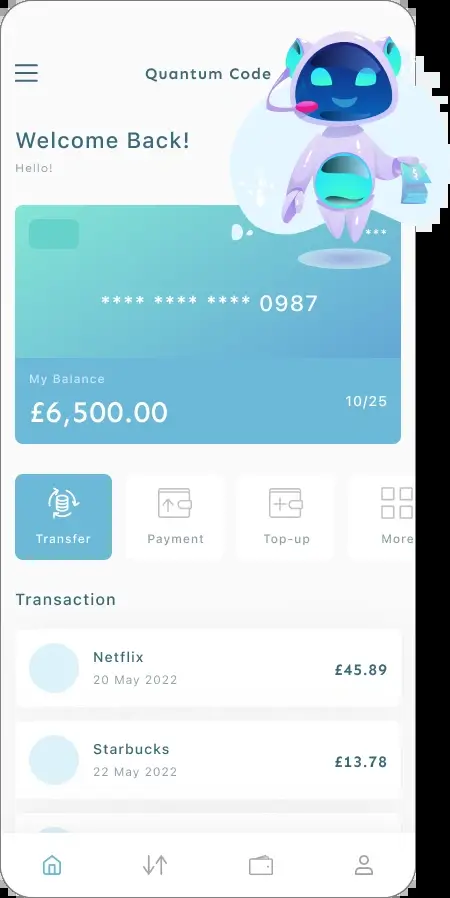 Quantum Code
Welcome Back!
Hello!
$
***
**** **** **** 0987
My Balance
£6,500.00
10/25
Transfer
Payment
Top-up
More
Transaction
Netflix
20 May 2022
£45.89
Starbucks
22 May 2022
£13.78